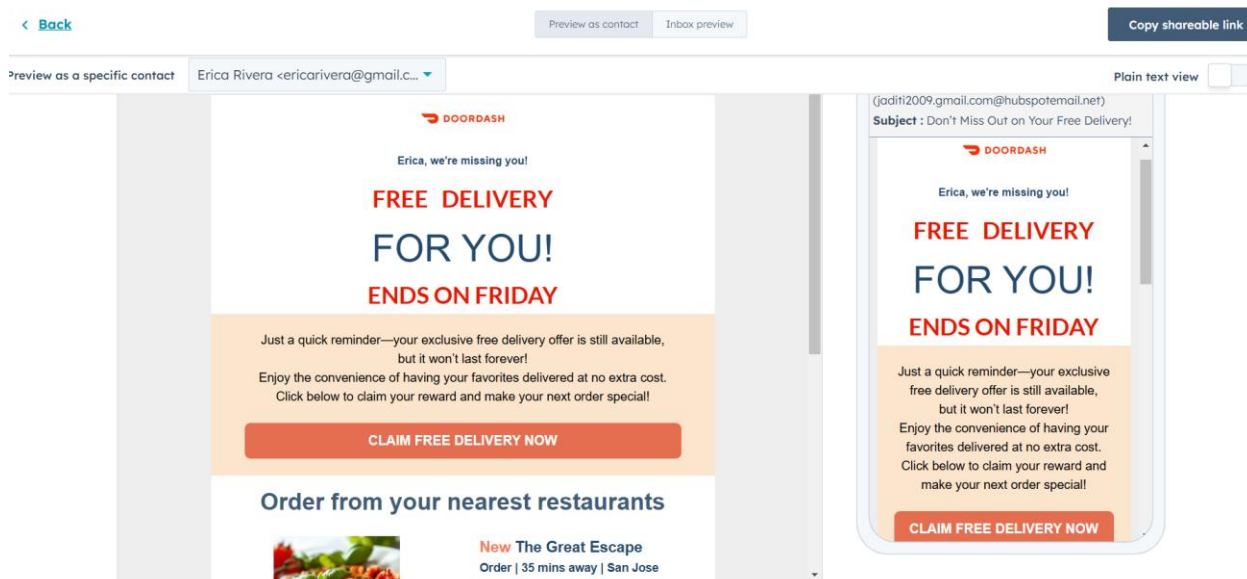 Back
Preview as contact
Inbox preview
Copy shareable link
Preview as a specific contact
Erica Rivera <ericarivera@gmail.c...
Plain text view
DOORDASH
Erica, we're missing you!
FREE DELIVERY
FOR YOU!
ENDS ON FRIDAY
Just a quick reminder—your exclusive free delivery offer is still available,
but it won't last forever!
Enjoy the convenience of having your favorites delivered at no extra cost.
Click below to claim your reward and make your next order special!
CLAIM FREE DELIVERY NOW
Order from your nearest restaurants
New The Great Escape
Order | 35 mins away | San Jose
(jaditi2009.gmail.com@hubspotemail.net)
Subject : Don't Miss Out on Your Free Delivery!
DOORDASH
Erica, we're missing you!
FREE DELIVERY
FOR YOU!
ENDS ON FRIDAY
Just a quick reminder—your exclusive
free delivery offer is still available,
but it won't last forever!
Enjoy the convenience of having your
favorites delivered at no extra cost.
Click below to claim your reward and
make your next order special!
CLAIM FREE DELIVERY NOW